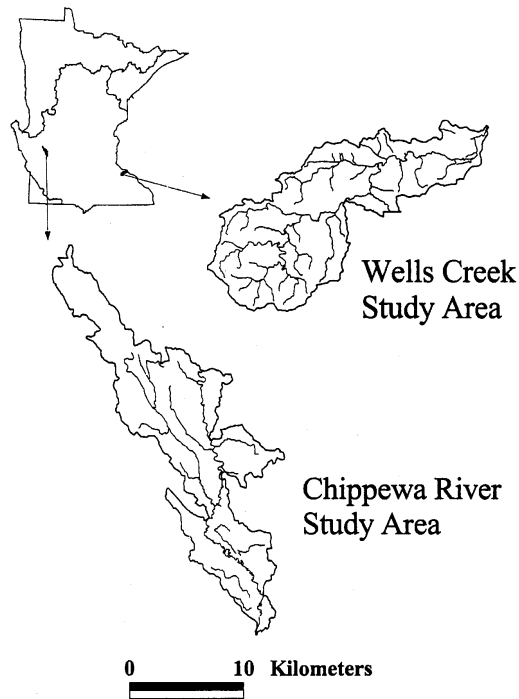 Wells Creek
Study Area
Chippewa River
Study Area
0 10 Kilometers